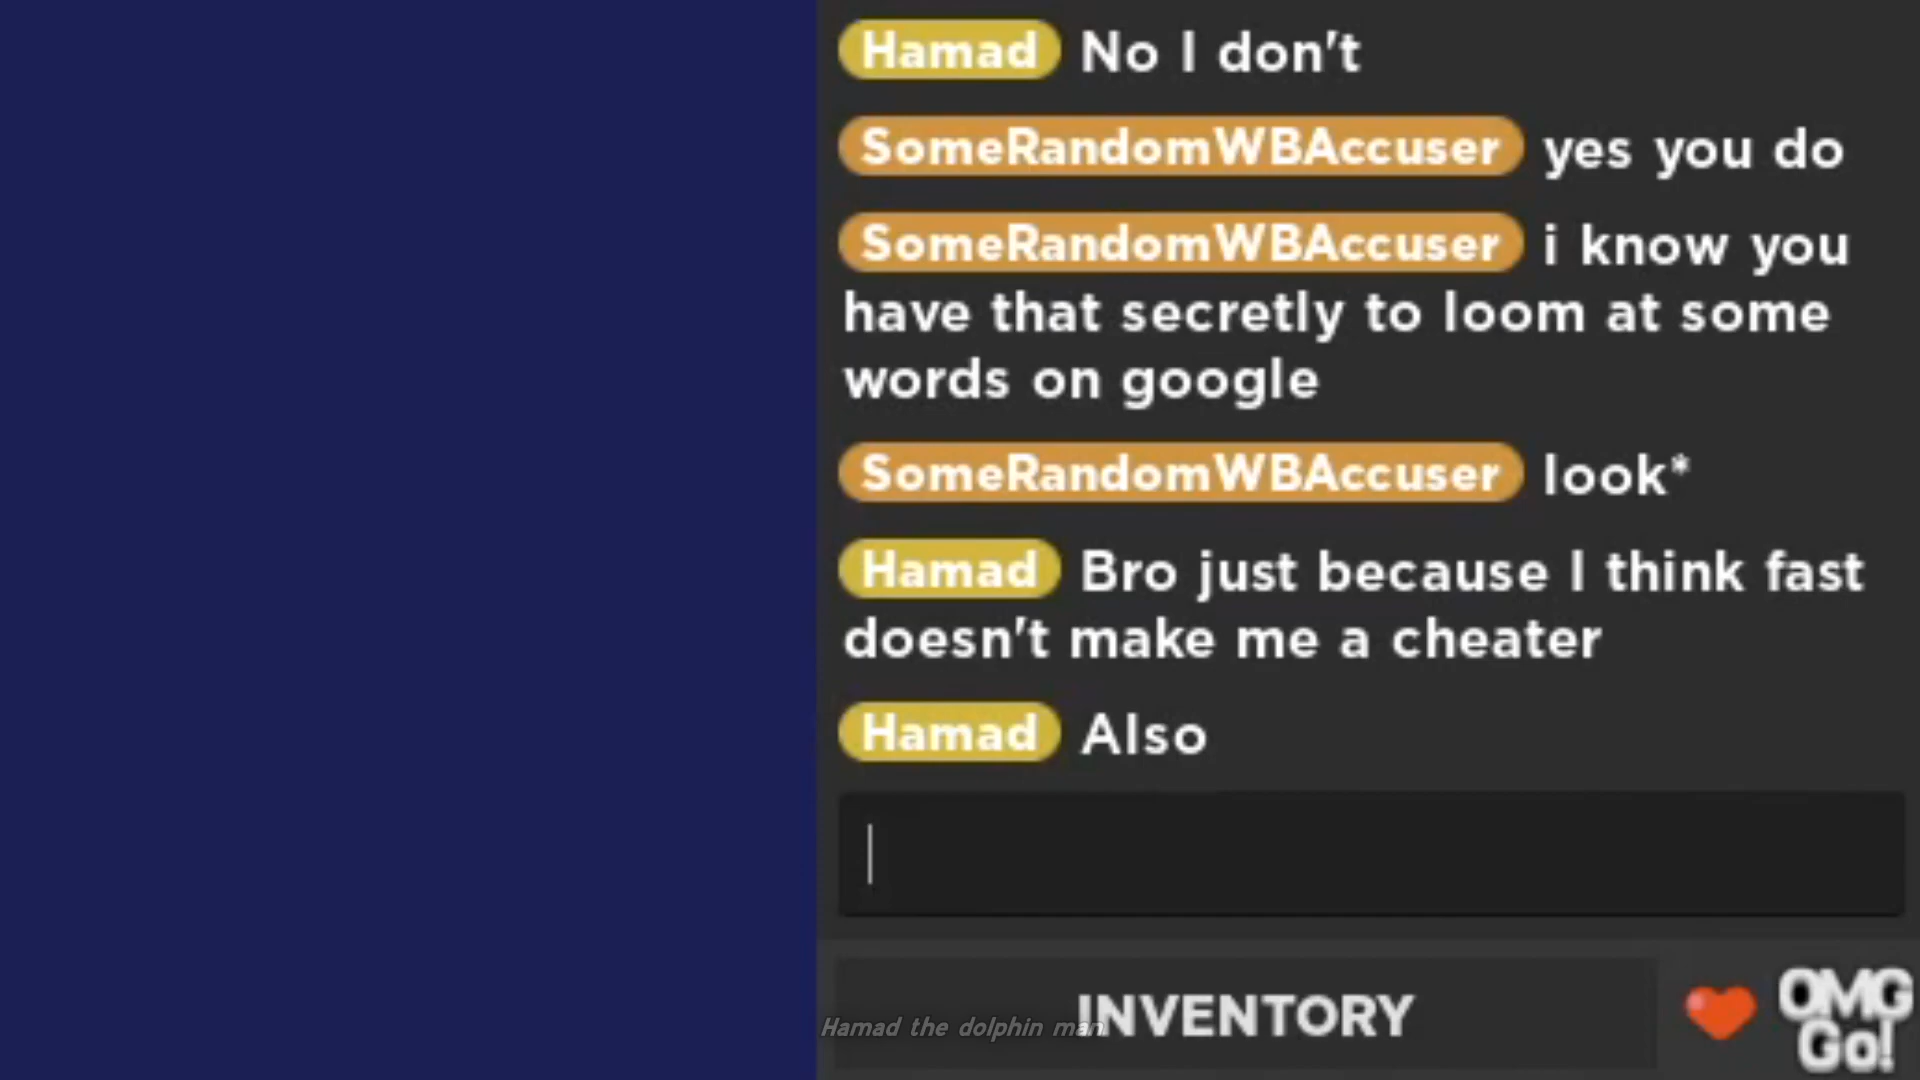 Hamad No I don't
SomeRandomWBAccuser yes you do
SomeRandomWBAccuser i know you
have that secretly to loom at some
words on google
SomeRandomWBAccuser look*
Hamad Bro just because I think fast
doesn't make me a cheater
Hamad Also
INVENTORY
OMG
Go!
Hamad the dolphin man